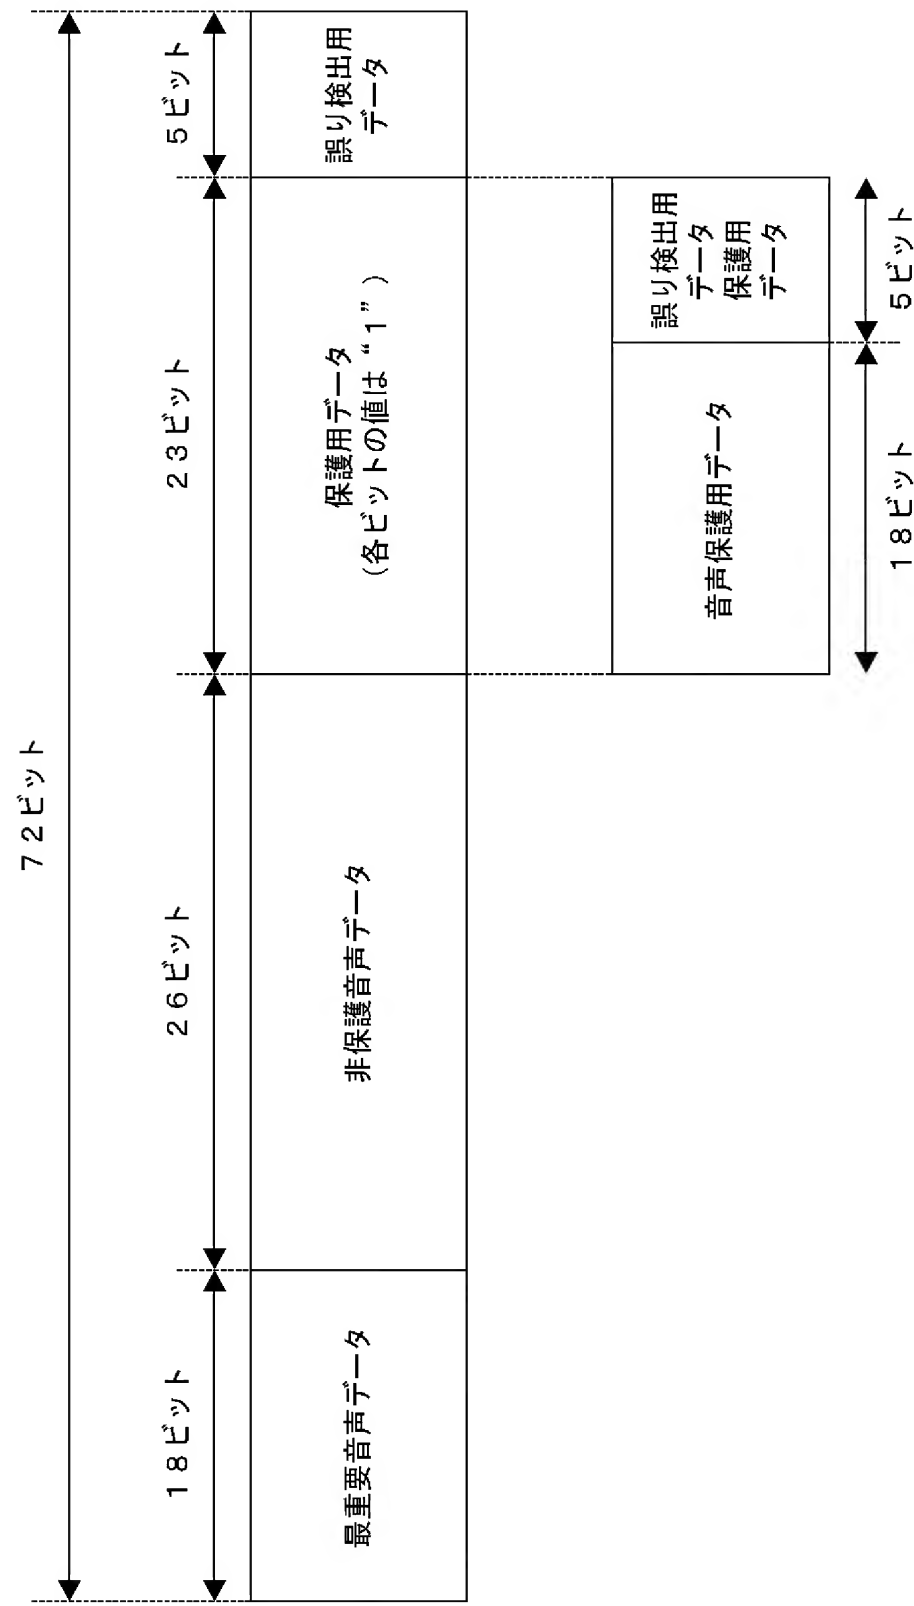 72ビット
18ビット
26ビット
23ビット
5ビット
最重要音声データ
非保護音声データ
保護用データ
(各ビットの値は“1”)
誤り検出用
データ
音声保護用データ
誤り検出用
データ保護用
データ
18ビット
5ビット